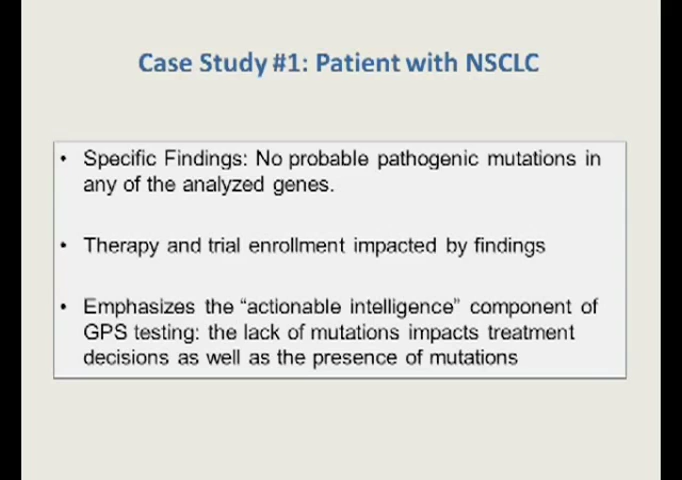 Case Study #1: Patient with NSCLC
• Specific Findings: No probable pathogenic mutations in
any of the analyzed genes.
• Therapy and trial enrollment impacted by findings
• Emphasizes the “actionable intelligence” component of
GPS testing: the lack of mutations impacts treatment
decisions as well as the presence of mutations